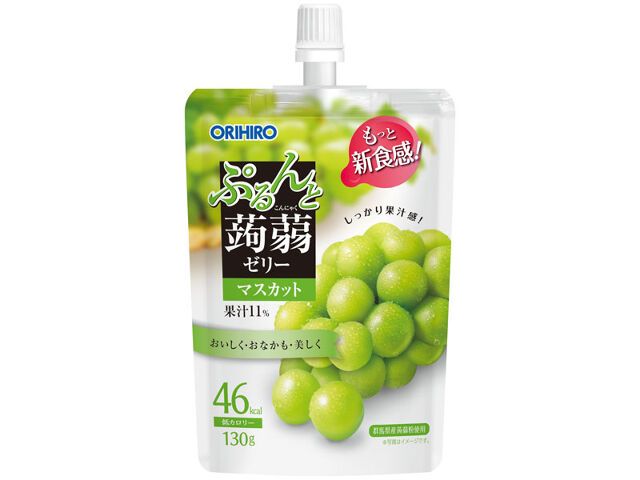 ORIHIRO
もっと
新食感!
ぷるんと
こんにゃく
蒟蒻
ゼリー
マスカット
果汁11%
しっかり果汁感!
おいしく・おなかも・美しく
46kcal
低カロリー
130g
群馬県産蒟蒻粉使用
※写真はイメージです。